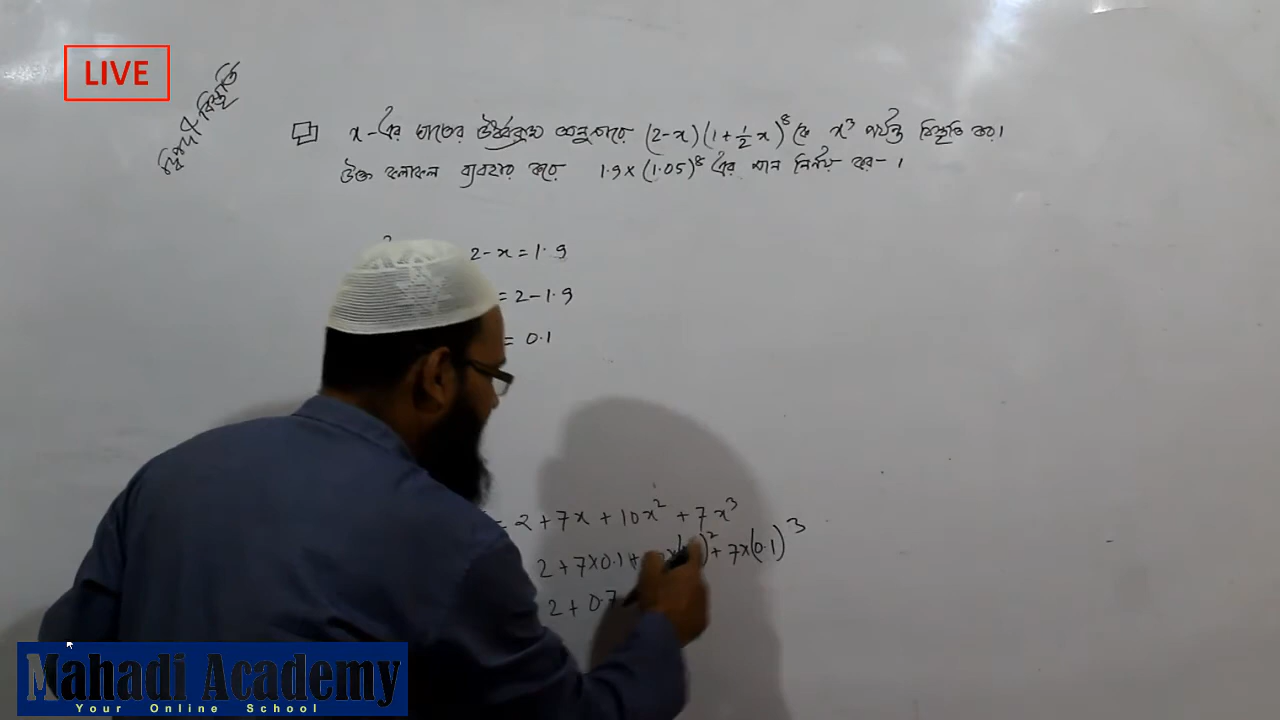 LIVE
দ্বিপদী-বিস্তৃতি
x-এর ঘাতের ঊর্ধ্বক্রম অনুসারে (2-x)(1+½x)⁸ কে x³ পর্যন্ত বিস্তৃতি কর।
উক্ত ফলাফল ব্যবহার করে 1.9×(1.05)⁸ এর মান নির্ণয় কর।
2-x=1.9
=2-1.9
= 0.1
=2+7x+10x²+7x³
2+7×0.1+ ² +7×(0.1)³
2+0.7
Mahadi Academy
Your Online School